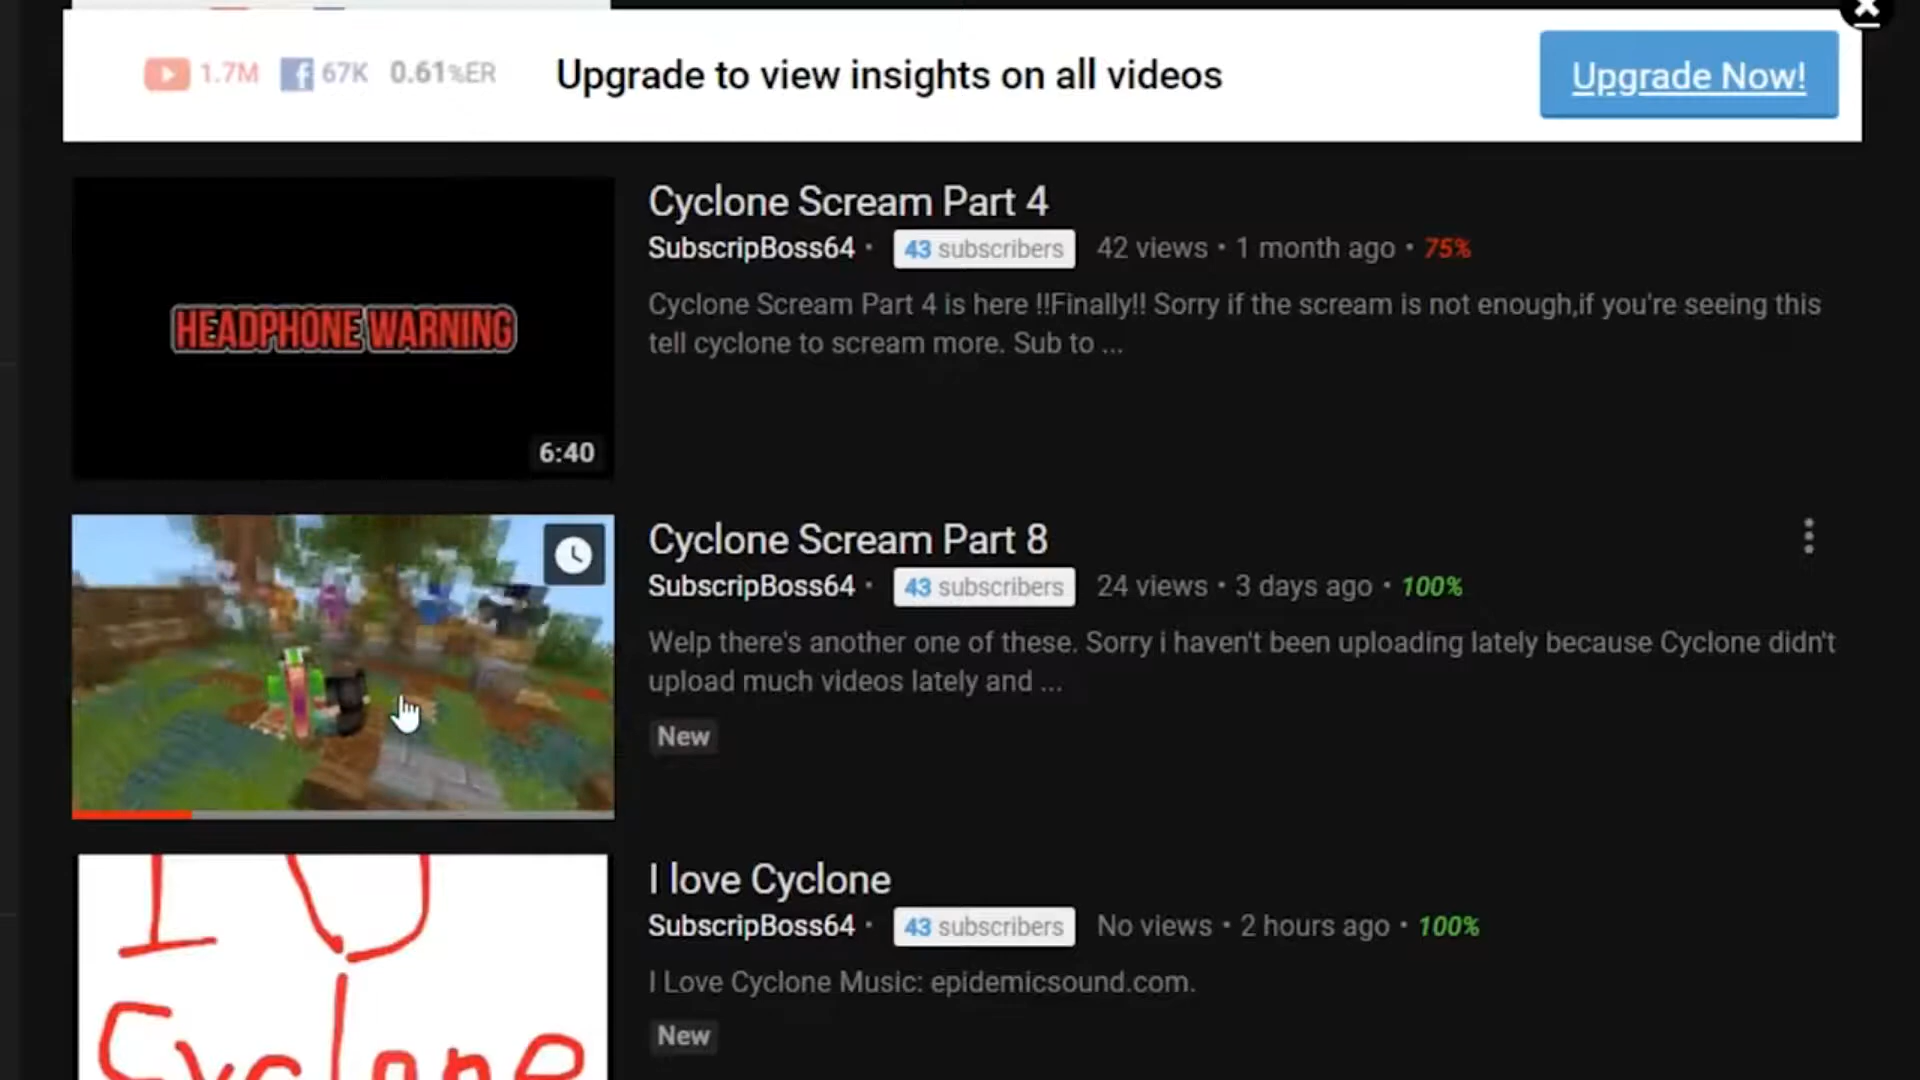 1.7M 67K 0.61%ER Upgrade to view insights on all videos Upgrade Now!
HEADPHONE WARNING
6:40
Cyclone Scream Part 4
SubscripBoss64 · 43 subscribers 42 views • 1 month ago • 75%
Cyclone Scream Part 4 is here !!Finally!! Sorry if the scream is not enough,if you're seeing this
tell cyclone to scream more. Sub to ...
Cyclone Scream Part 8
SubscripBoss64 · 43 subscribers 24 views • 3 days ago • 100%
Welp there's another one of these. Sorry i haven't been uploading lately because Cyclone didn't
upload much videos lately and ...
New
I
Cyclone
I love Cyclone
SubscripBoss64 · 43 subscribers No views • 2 hours ago • 100%
I Love Cyclone Music: epidemicsound.com.
New